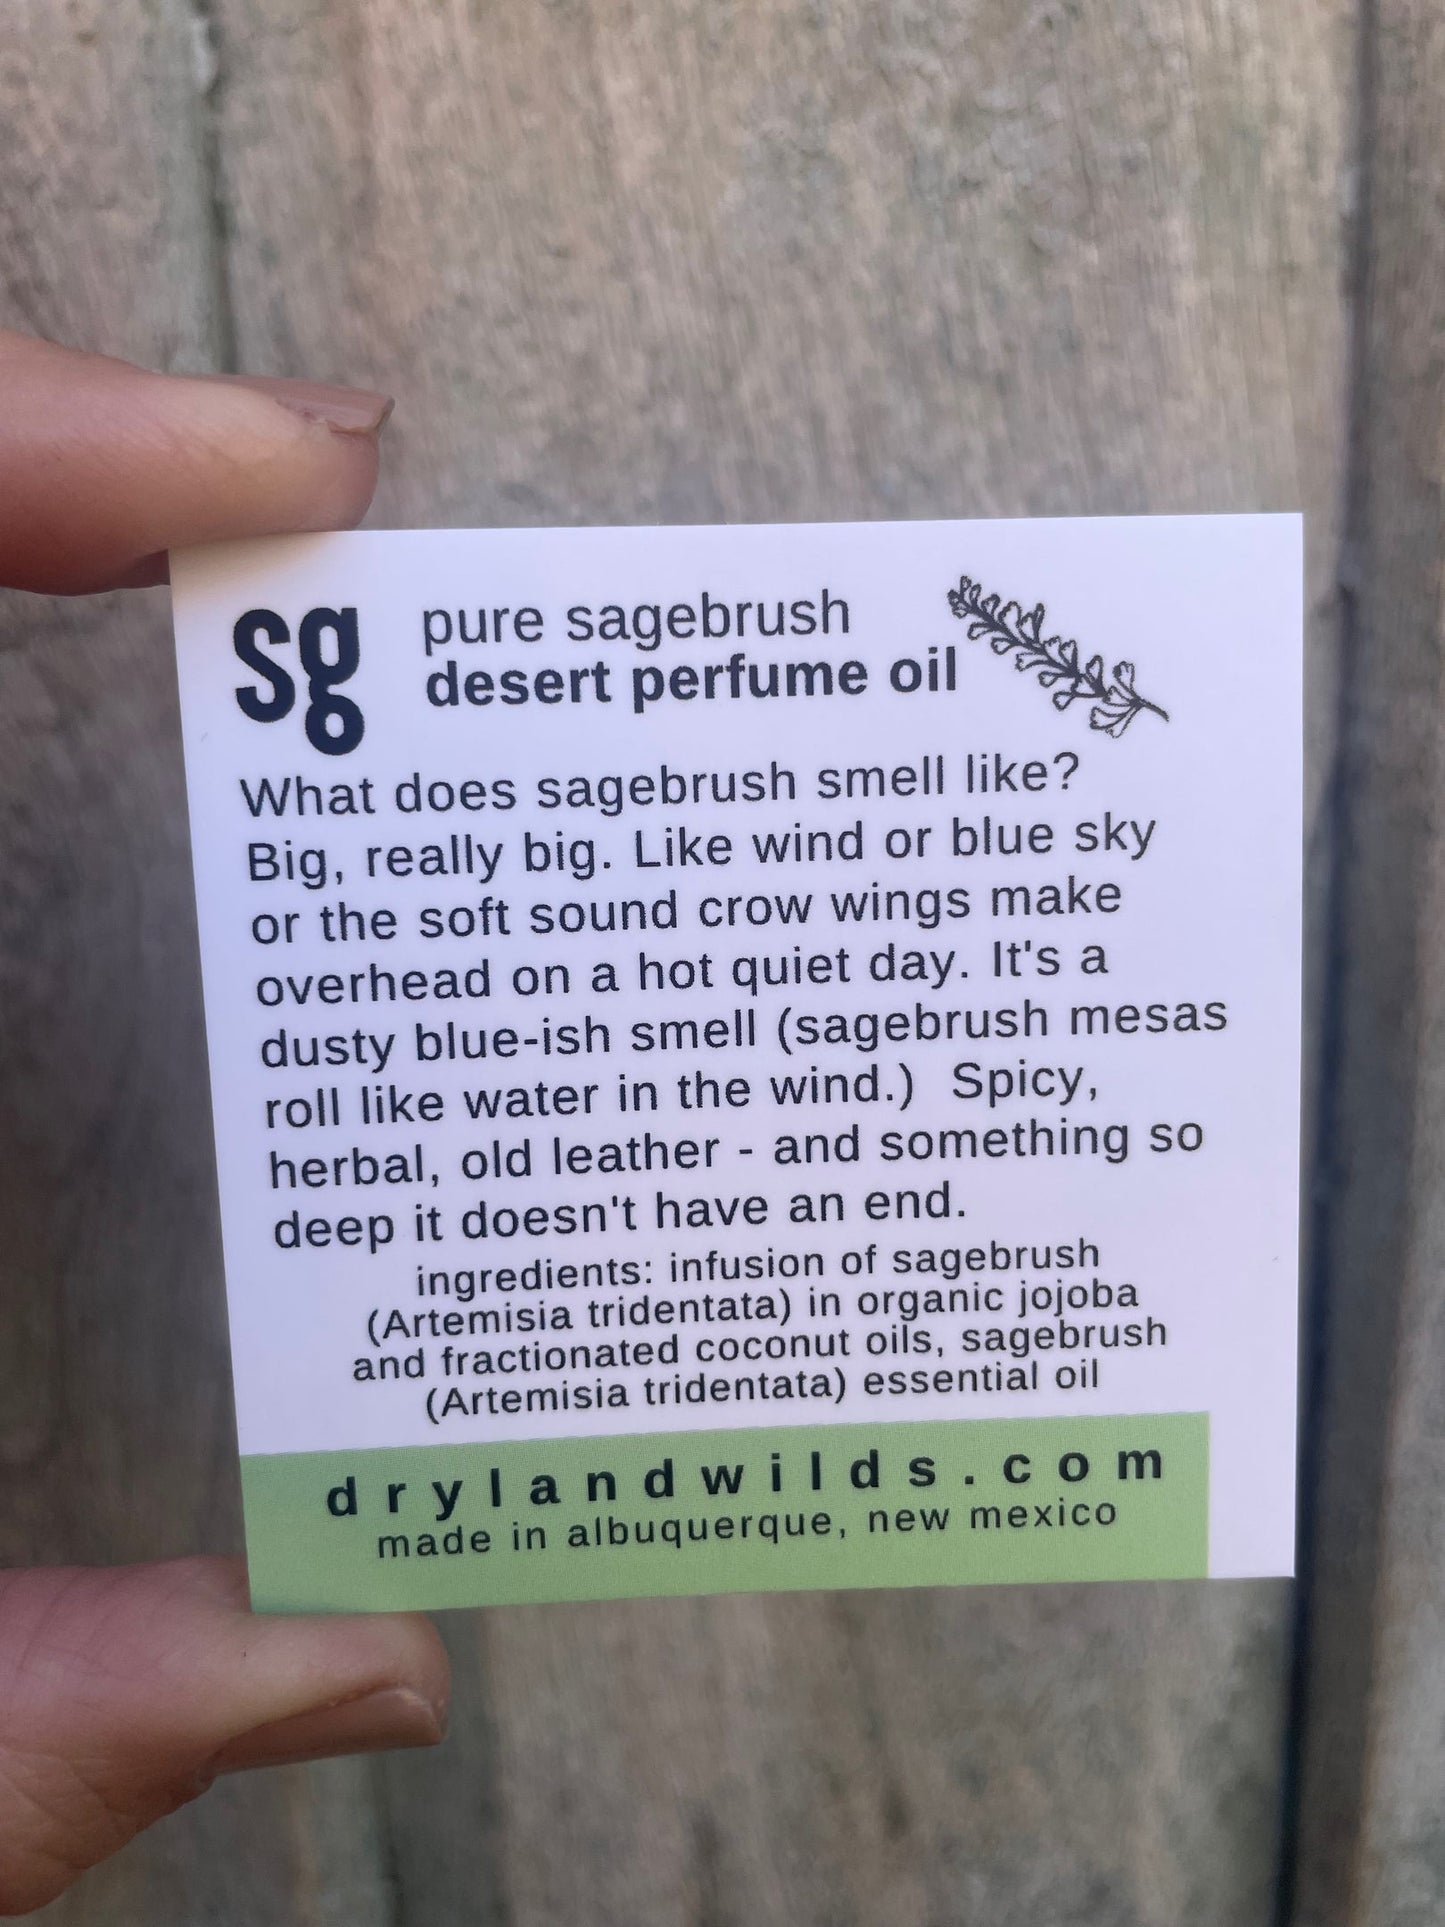 sg
pure sagebrush
desert perfume oil
What does sagebrush smell like?
Big, really big. Like wind or blue sky
or the soft sound crow wings make
overhead on a hot quiet day. It's a
dusty blue-ish smell (sagebrush mesas
roll like water in the wind.)  Spicy,
herbal, old leather - and something so
deep it doesn't have an end.
ingredients: infusion of sagebrush
(Artemisia tridentata) in organic jojoba
and fractionated coconut oils, sagebrush
(Artemisia tridentata) essential oil
drylandwilds.com
made in albuquerque, new mexico